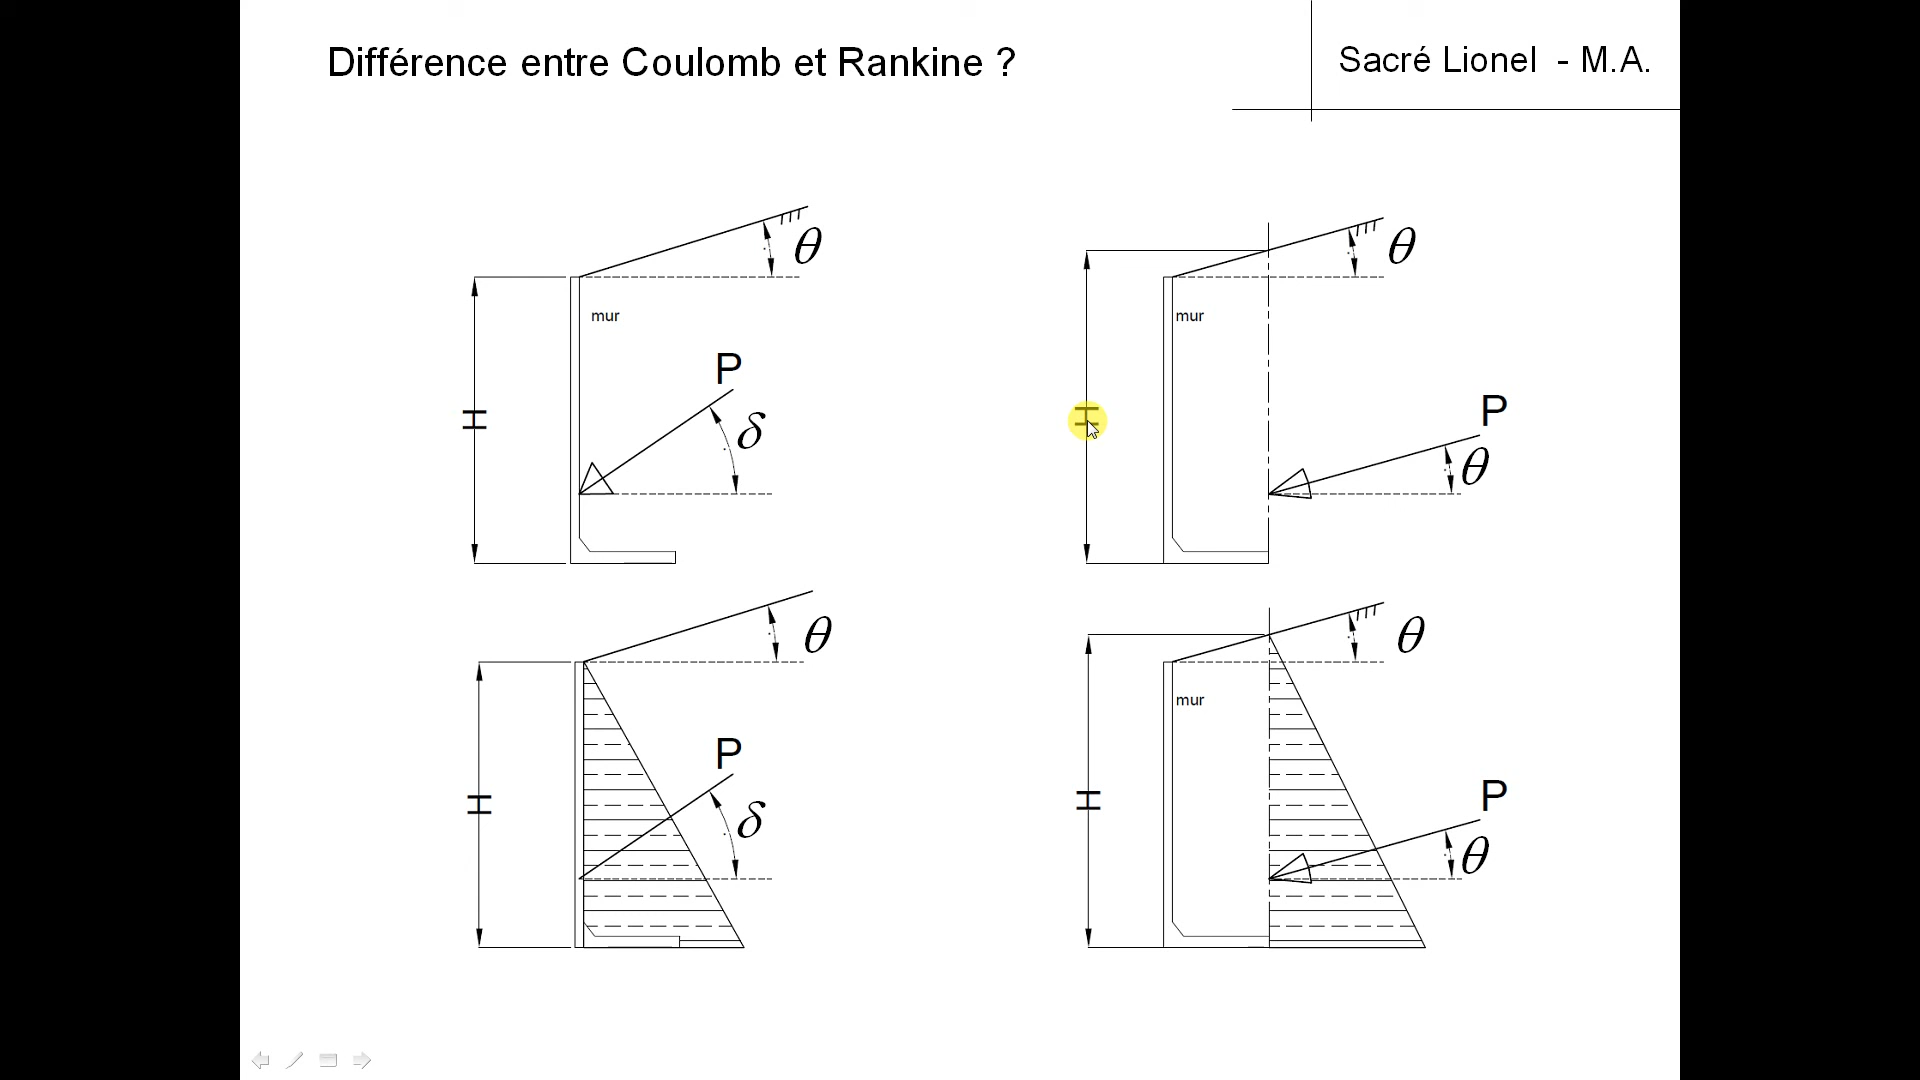 Différence entre Coulomb et Rankine ?
Sacré Lionel - M.A.
θ
θ
mur
mur
P
δ
H
H
P
θ
θ
θ
mur
P
δ
H
H
P
θ